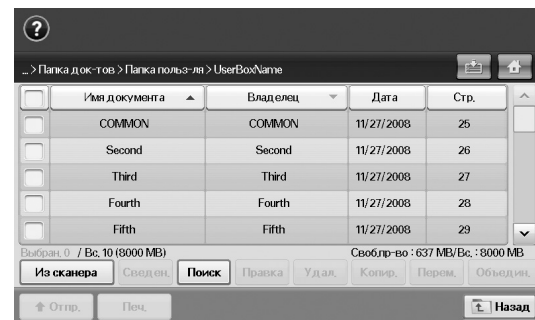 ?
...> Папка док-тов > Папка польз-ля > UserBoxName
Имя документа Владелец Дата Стр.
COMMON COMMON 11/27/2008 25
Second Second 11/27/2008 26
Third Third 11/27/2008 27
Fourth Fourth 11/27/2008 28
Fifth Fifth 11/27/2008 29
Выбран. 0 / Вс. 10 (8000 MB) Своб.пр-во : 637 MB/Вс. : 8000 MB
Из сканера Сведен. Поиск Правка Удал. Копир. Перем. Объедин.
Отпр. Печ. Назад